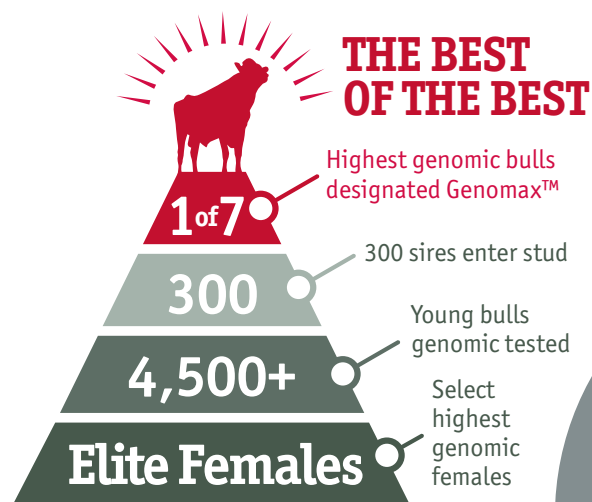 THE BEST
OF THE BEST
Highest genomic bulls
designated Genomax™
1 of 7
300 sires enter stud
300
Young bulls
genomic tested
4,500+
Select
highest
genomic
females
Elite Females